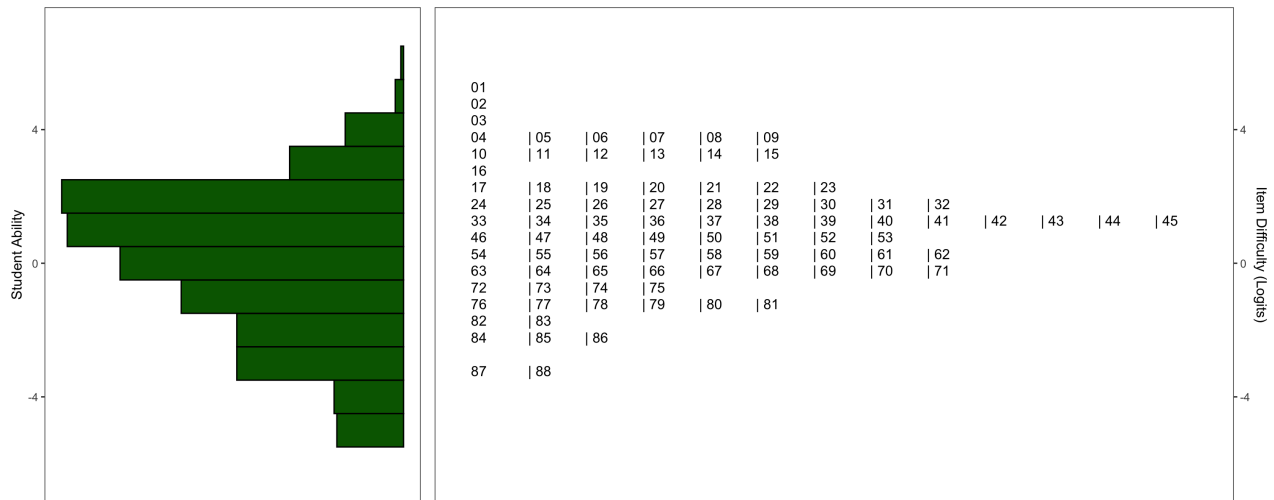 01
02
03
4 4
04 | 05 | 06 | 07 | 08 | 09
10 | 11 | 12 | 13 | 14 | 15
16
17 | 18 | 19 | 20 | 21 | 22 | 23
24 | 25 | 26 | 27 | 28 | 29 | 30 | 31 | 32
33 | 34 | 35 | 36 | 37 | 38 | 39 | 40 | 41 | 42 | 43 | 44 | 45
46 | 47 | 48 | 49 | 50 | 51 | 52 | 53
54 | 55 | 56 | 57 | 58 | 59 | 60 | 61 | 62
Student Ability
0 0
Item Difficulty (Logits)
63 | 64 | 65 | 66 | 67 | 68 | 69 | 70 | 71
72 | 73 | 74 | 75
76 | 77 | 78 | 79 | 80 | 81
82 | 83
84 | 85 | 86
87 | 88
-4 -4